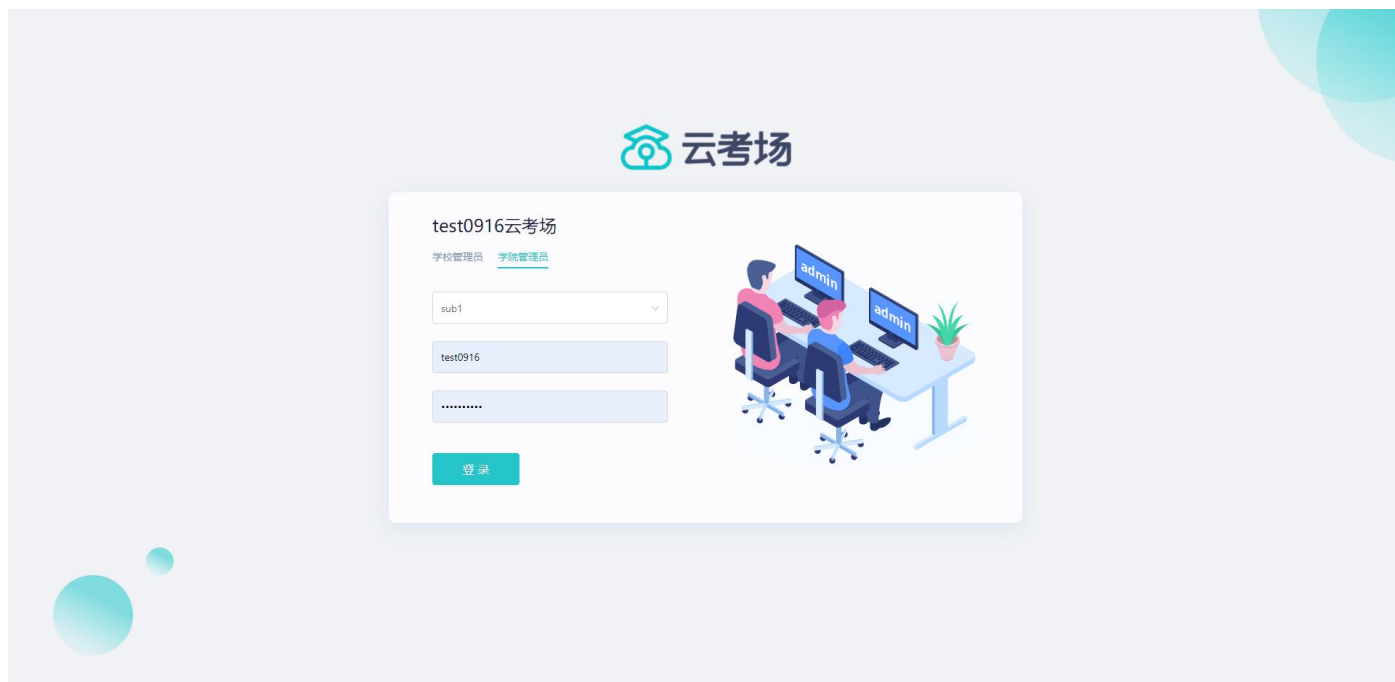 云考场
test0916云考场
学校管理员 学院管理员
sub1
test0916
••••••••••
登录
admin
admin